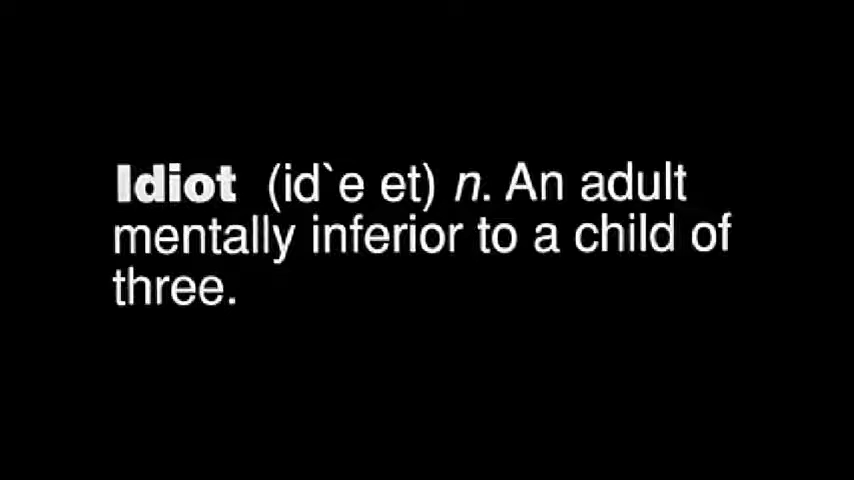 Idiot (id`e et) n. An adult
mentally inferior to a child of
three.